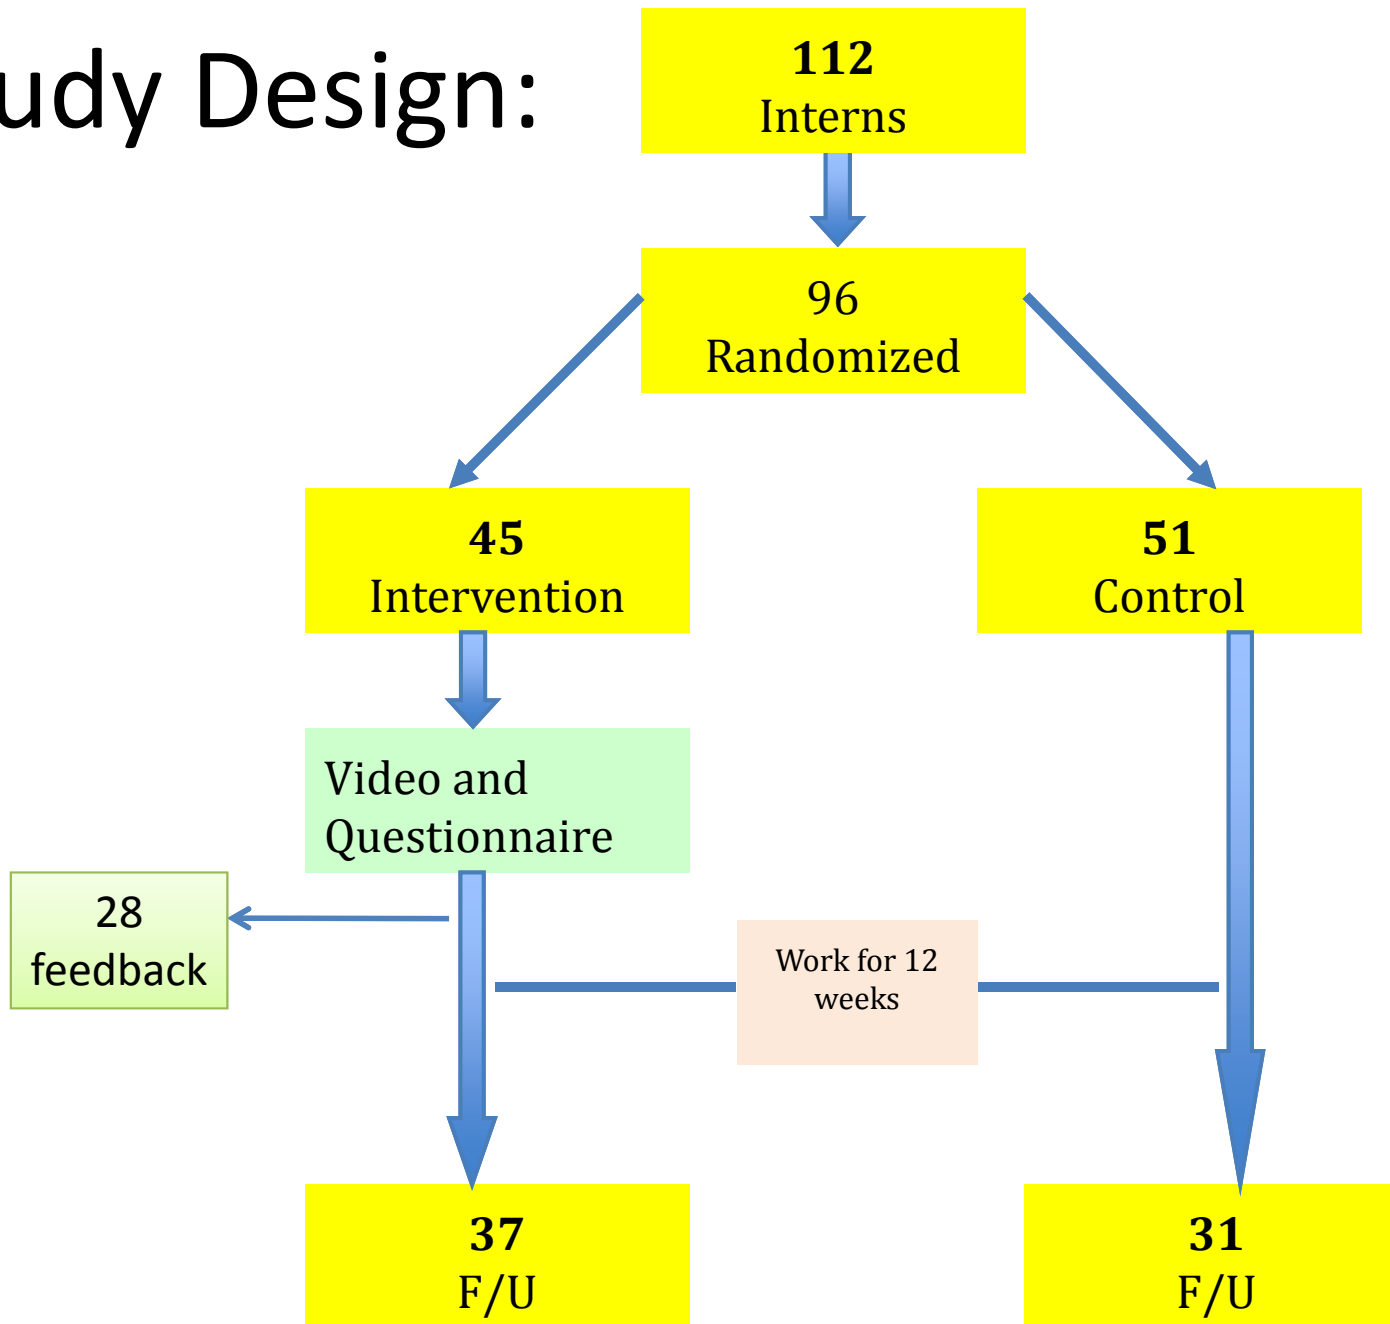 udy Design:
112
Interns
96
Randomized
45
Intervention
51
Control
Video and
Questionnaire
28
feedback
Work for 12
weeks
37
F/U
31
F/U